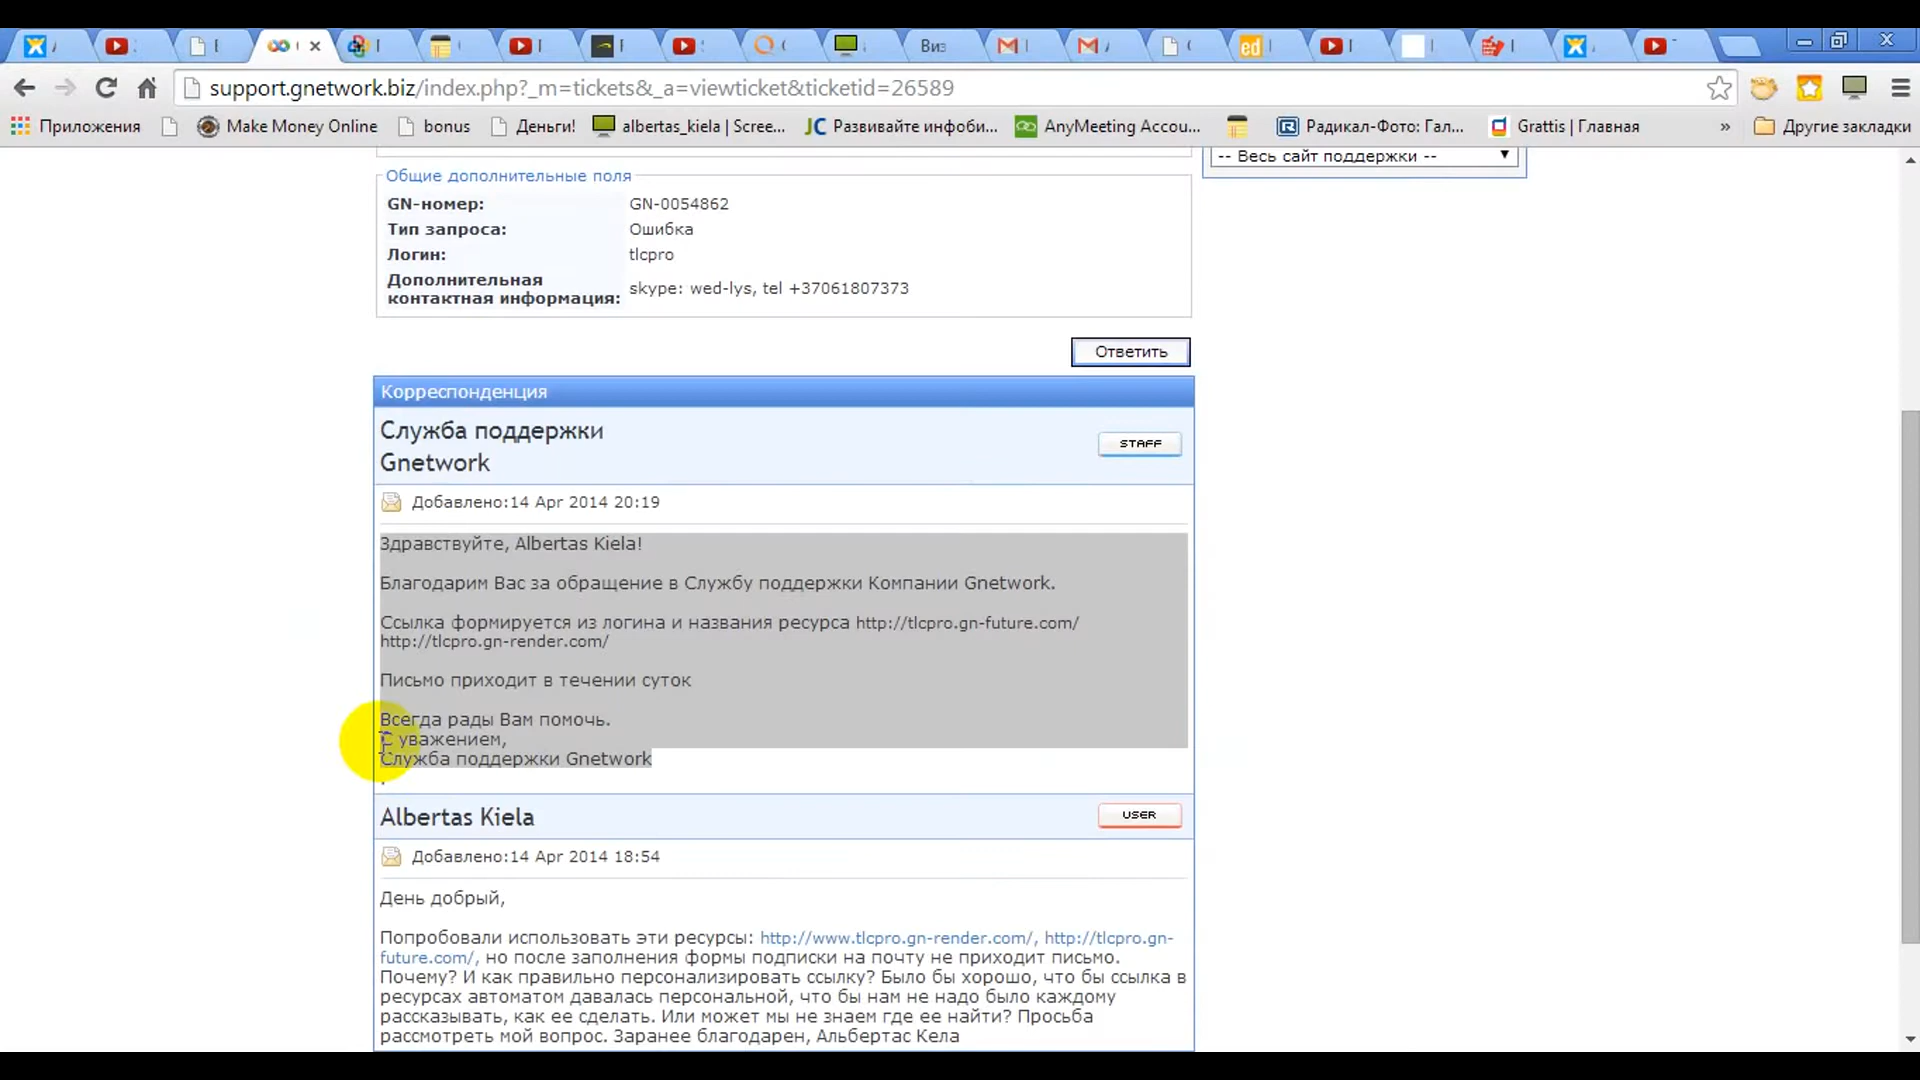 Виз
ed
support.gnetwork.biz/index.php?_m=tickets&_a=viewticket&ticketid=26589
Приложения Make Money Online bonus Деньги! albertas_kiela | Scree... JC Развивайте инфоби... AnyMeeting Accou... Радикал-Фото: Гал... Grattis | Главная » Другие закладки
-- Весь сайт поддержки --
Общие дополнительные поля
GN-номер: GN-0054862
Тип запроса: Ошибка
Логин: tlcpro
Дополнительная
контактная информация: skype: wed-lys, tel +37061807373
Ответить
Корреспонденция
Служба поддержки
Gnetwork
STAFF
Добавлено:14 Apr 2014 20:19
Здравствуйте, Albertas Kiela!
Благодарим Вас за обращение в Службу поддержки Компании Gnetwork.
Ссылка формируется из логина и названия ресурса http://tlcpro.gn-future.com/
http://tlcpro.gn-render.com/
Письмо приходит в течении суток
Всегда рады Вам помочь.
С уважением,
Служба поддержки Gnetwork
Albertas Kiela
USER
Добавлено:14 Apr 2014 18:54
День добрый,
Попробовали использовать эти ресурсы: http://www.tlcpro.gn-render.com/, http://tlcpro.gn-
future.com/, но после заполнения формы подписки на почту не приходит письмо.
Почему? И как правильно персонализировать ссылку? Было бы хорошо, что бы ссылка в
ресурсах автоматом давалась персональной, что бы нам не надо было каждому
рассказывать, как ее сделать. Или может мы не знаем где ее найти? Просьба
рассмотреть мой вопрос. Заранее благодарен, Альбертас Кела